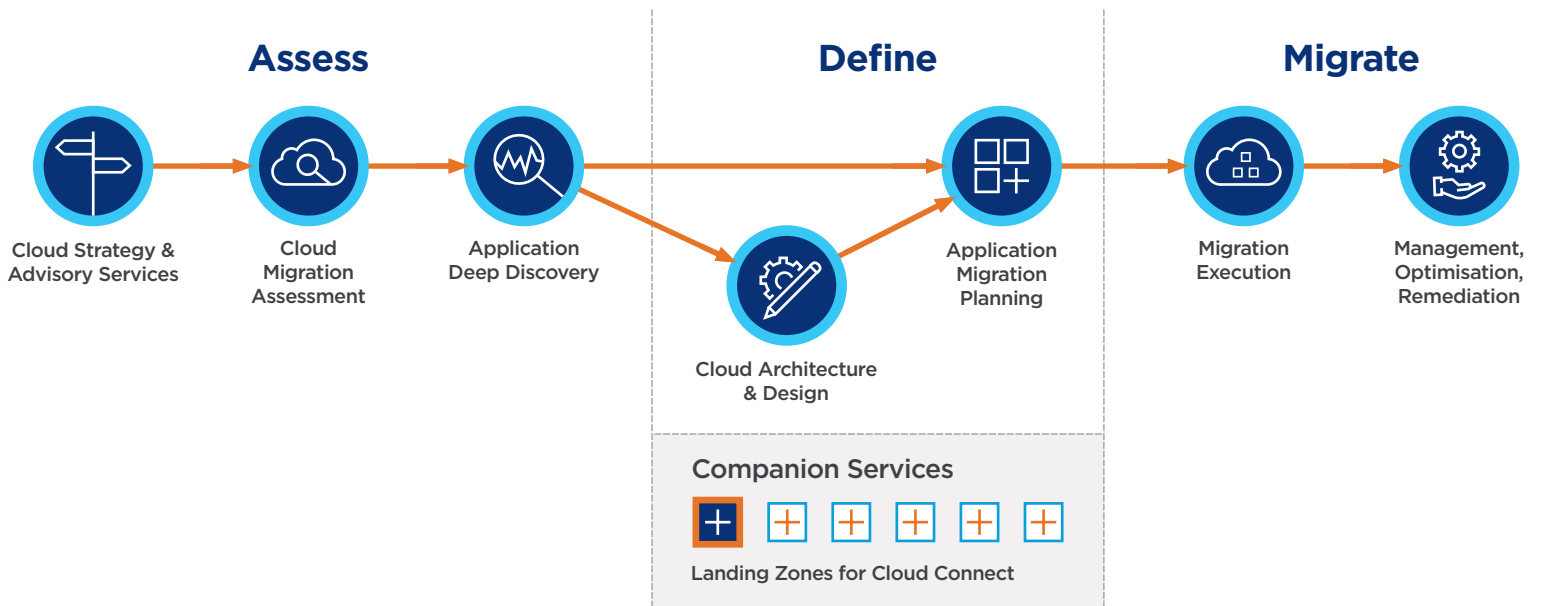 Assess
Define
Migrate
Cloud Strategy &
Advisory Services
Cloud
Migration
Assessment
Application
Deep Discovery
Cloud Architecture
& Design
Application
Migration
Planning
Migration
Execution
Management,
Optimisation,
Remediation
Companion Services
Landing Zones for Cloud Connect